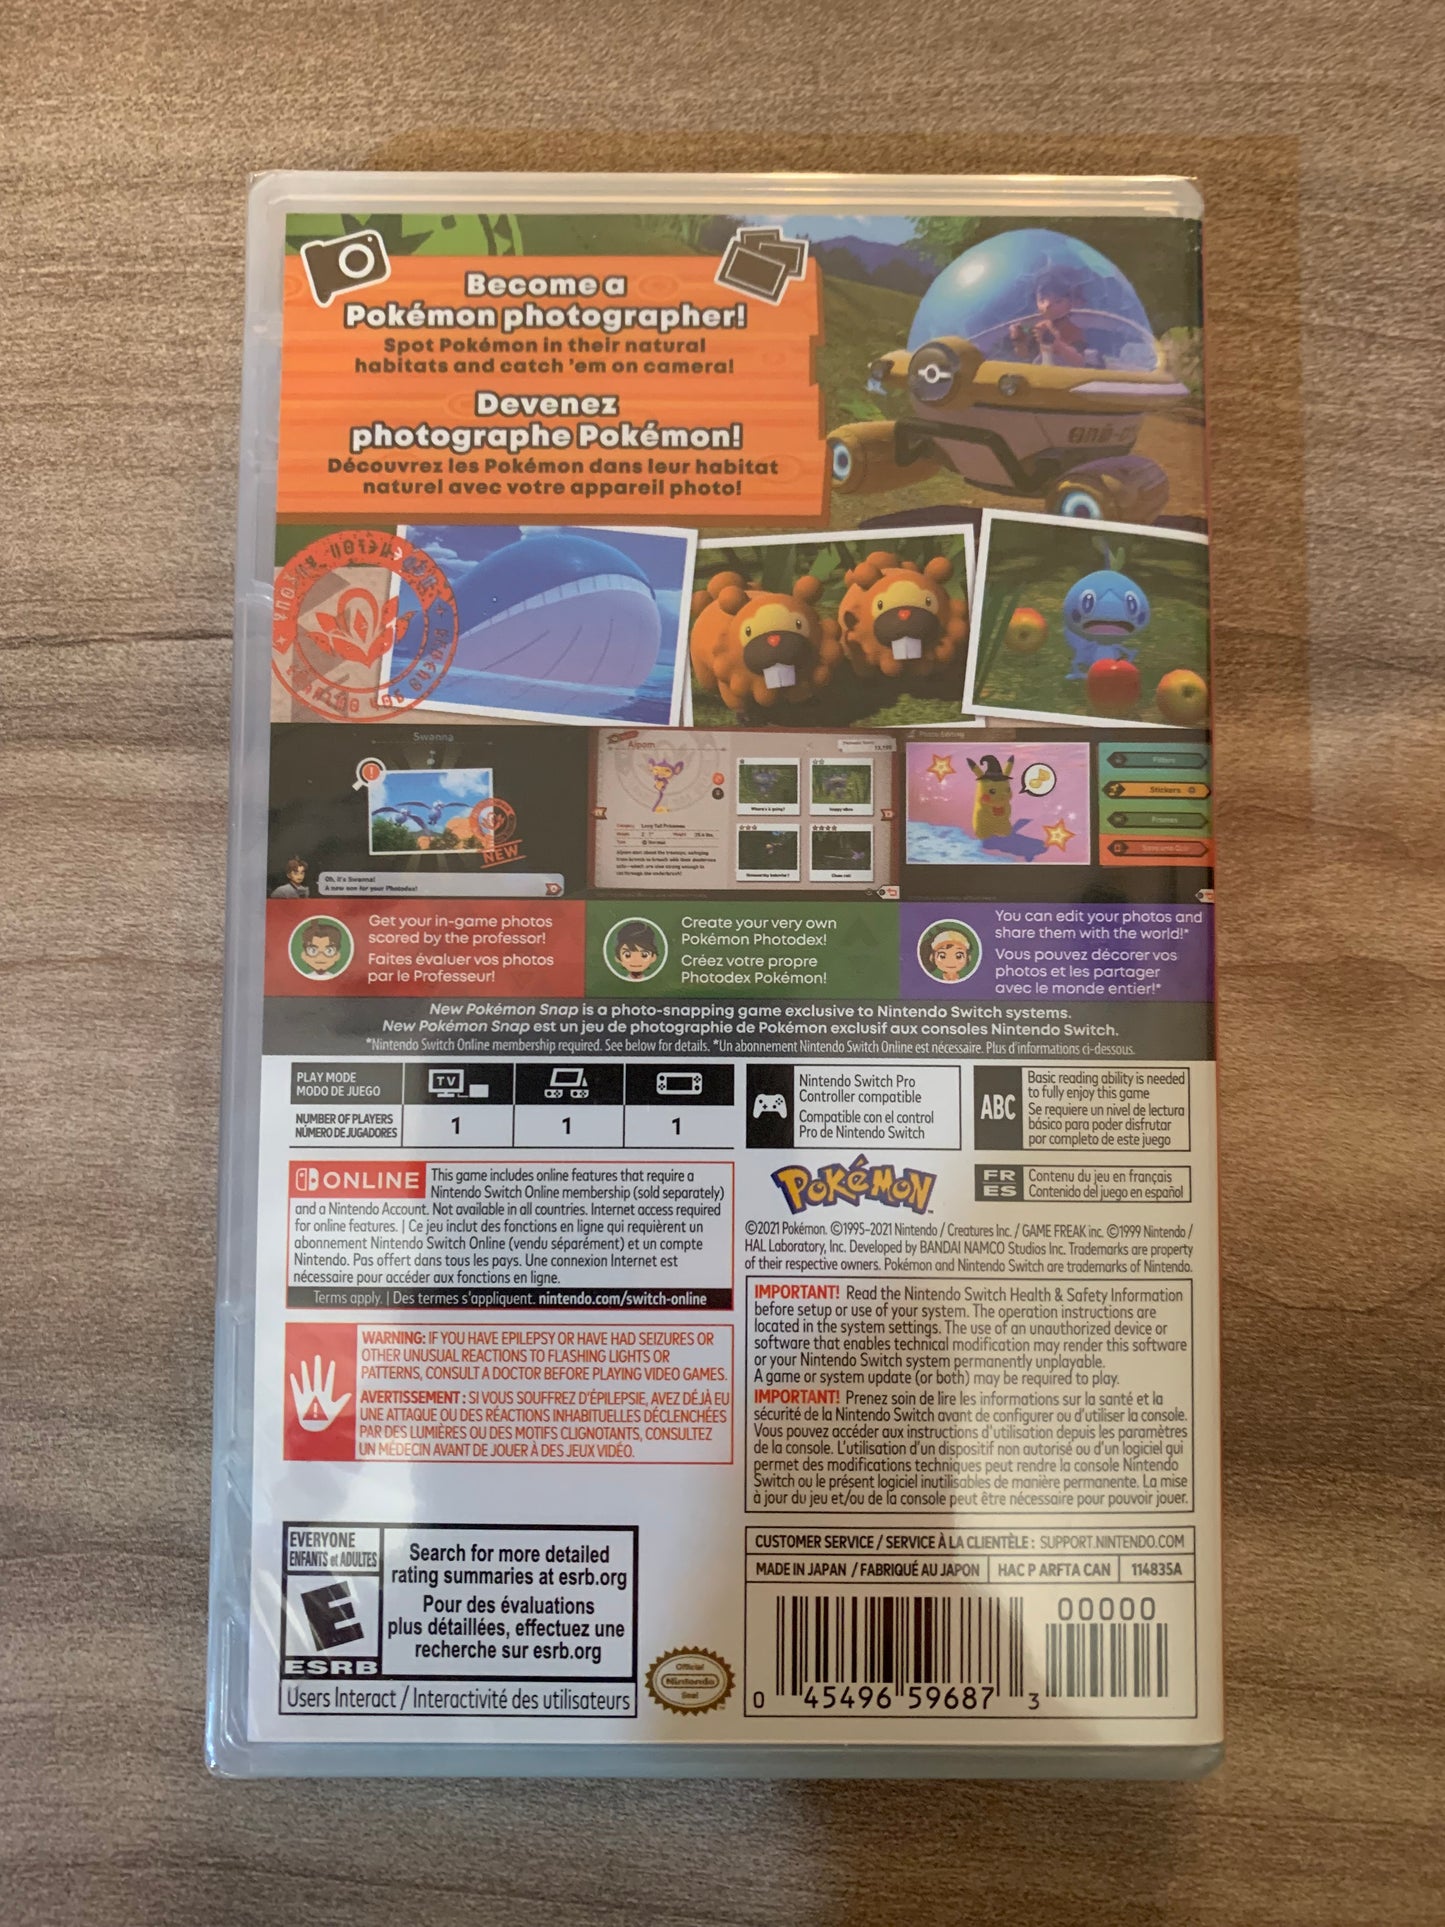 Become a
Pokémon photographer!
Spot Pokémon in their natural
habitats and catch 'em on camera!
Devenez
photographe Pokémon!
Découvrez les Pokémon dans leur habitat
naturel avec votre appareil photo!
Swanna
NEW
Oh, it's Swanna!
A new one for your Photodex!
Aipom
Photo Editing
Filters
Stickers
Frames
Save and Quit
Get your in-game photos
scored by the professor!
Faites évaluer vos photos
par le Professeur!
Create your very own
Pokémon Photodex!
Créez votre propre
Photodex Pokémon!
You can edit your photos and
share them with the world!*
Vous pouvez décorer vos
photos et les partager
avec le monde entier!*
New Pokémon Snap is a photo-snapping game exclusive to Nintendo Switch systems.
New Pokémon Snap est un jeu de photographie de Pokémon exclusif aux consoles Nintendo Switch.
*Nintendo Switch Online membership required. See below for details. *Un abonnement Nintendo Switch Online est nécessaire. Plus d'informations ci-dessous.
PLAY MODE
MODO DE JUEGO
TV
NUMBER OF PLAYERS
NÚMERO DE JUGADORES
1 1 1
Nintendo Switch Pro
Controller compatible
Compatible con el control
Pro de Nintendo Switch
ABC
Basic reading ability is needed
to fully enjoy this game
Se requiere un nivel de lectura
básico para poder disfrutar
por completo de este juego
ONLINE
This game includes online features that require a
Nintendo Switch Online membership (sold separately)
and a Nintendo Account. Not available in all countries. Internet access required
for online features. | Ce jeu inclut des fonctions en ligne qui requièrent un
abonnement Nintendo Switch Online (vendu séparément) et un compte
Nintendo. Pas offert dans tous les pays. Une connexion Internet est
nécessaire pour accéder aux fonctions en ligne.
Terms apply. | Des termes s'appliquent. nintendo.com/switch-online
POKéMON
FR
ES
Contenu du jeu en français
Contenido del juego en español
©2021 Pokémon. ©1995–2021 Nintendo / Creatures Inc. / GAME FREAK inc. ©1999 Nintendo /
HAL Laboratory, Inc. Developed by BANDAI NAMCO Studios Inc. Trademarks are property
of their respective owners. Pokémon and Nintendo Switch are trademarks of Nintendo.
WARNING: IF YOU HAVE EPILEPSY OR HAVE HAD SEIZURES OR
OTHER UNUSUAL REACTIONS TO FLASHING LIGHTS OR
PATTERNS, CONSULT A DOCTOR BEFORE PLAYING VIDEO GAMES.
AVERTISSEMENT : SI VOUS SOUFFREZ D'ÉPILEPSIE, AVEZ DÉJÀ EU
UNE ATTAQUE OU DES RÉACTIONS INHABITUELLES DÉCLENCHÉES
PAR DES LUMIÈRES OU DES MOTIFS CLIGNOTANTS, CONSULTEZ
UN MÉDECIN AVANT DE JOUER À DES JEUX VIDÉO.
IMPORTANT! Read the Nintendo Switch Health & Safety Information
before setup or use of your system. The operation instructions are
located in the system settings. The use of an unauthorized device or
software that enables technical modification may render this software
or your Nintendo Switch system permanently unplayable.
A game or system update (or both) may be required to play.
IMPORTANT! Prenez soin de lire les informations sur la santé et la
sécurité de la Nintendo Switch avant de configurer ou d'utiliser la console.
Vous pouvez accéder aux instructions d'utilisation depuis les paramètres
de la console. L'utilisation d'un dispositif non autorisé ou d'un logiciel qui
permet des modifications techniques peut rendre la console Nintendo
Switch ou le présent logiciel inutilisables de manière permanente. La mise
à jour du jeu et/ou de la console peut être nécessaire pour pouvoir jouer.
EVERYONE
ENFANTS et ADULTES
E
ESRB
Search for more detailed
rating summaries at esrb.org
Pour des évaluations
plus détaillées, effectuez une
recherche sur esrb.org
Users Interact / Interactivité des utilisateurs
Official
Nintendo
Seal
CUSTOMER SERVICE / SERVICE À LA CLIENTÈLE : SUPPORT.NINTENDO.COM
MADE IN JAPAN / FABRIQUÉ AU JAPON HAC P ARFTA CAN 114835A
00000
0 45496 59687 3